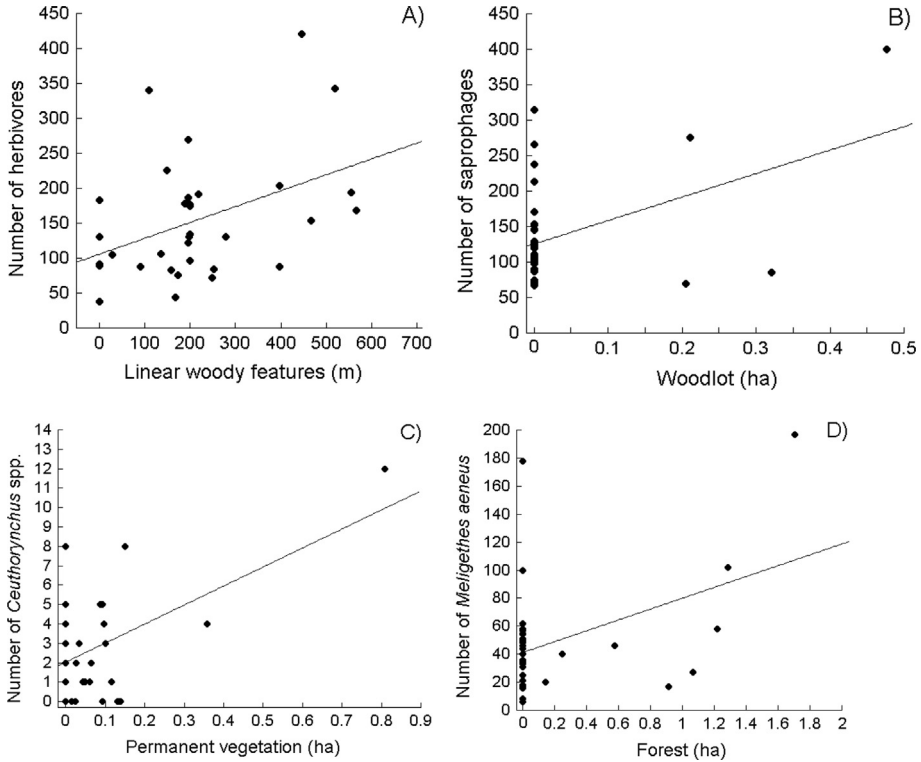 A)
Number of herbivores
450
400
350
300
250
200
150
100
50
0
0 100 200 300 400 500 600 700
Linear woody features (m)
B)
Number of saprophages
450
400
350
300
250
200
150
100
50
0
0 0.1 0.2 0.3 0.4 0.5
Woodlot (ha)
C)
Number of Ceuthorynchus spp.
14
13
12
11
10
9
8
7
6
5
4
3
2
1
0
0 0.1 0.2 0.3 0.4 0.5 0.6 0.7 0.8 0.9
Permanent vegetation (ha)
D)
Number of Meligethes aeneus
200
180
160
140
120
100
80
60
40
20
0
0 0.2 0.4 0.6 0.8 1 1.2 1.4 1.6 1.8 2
Forest (ha)